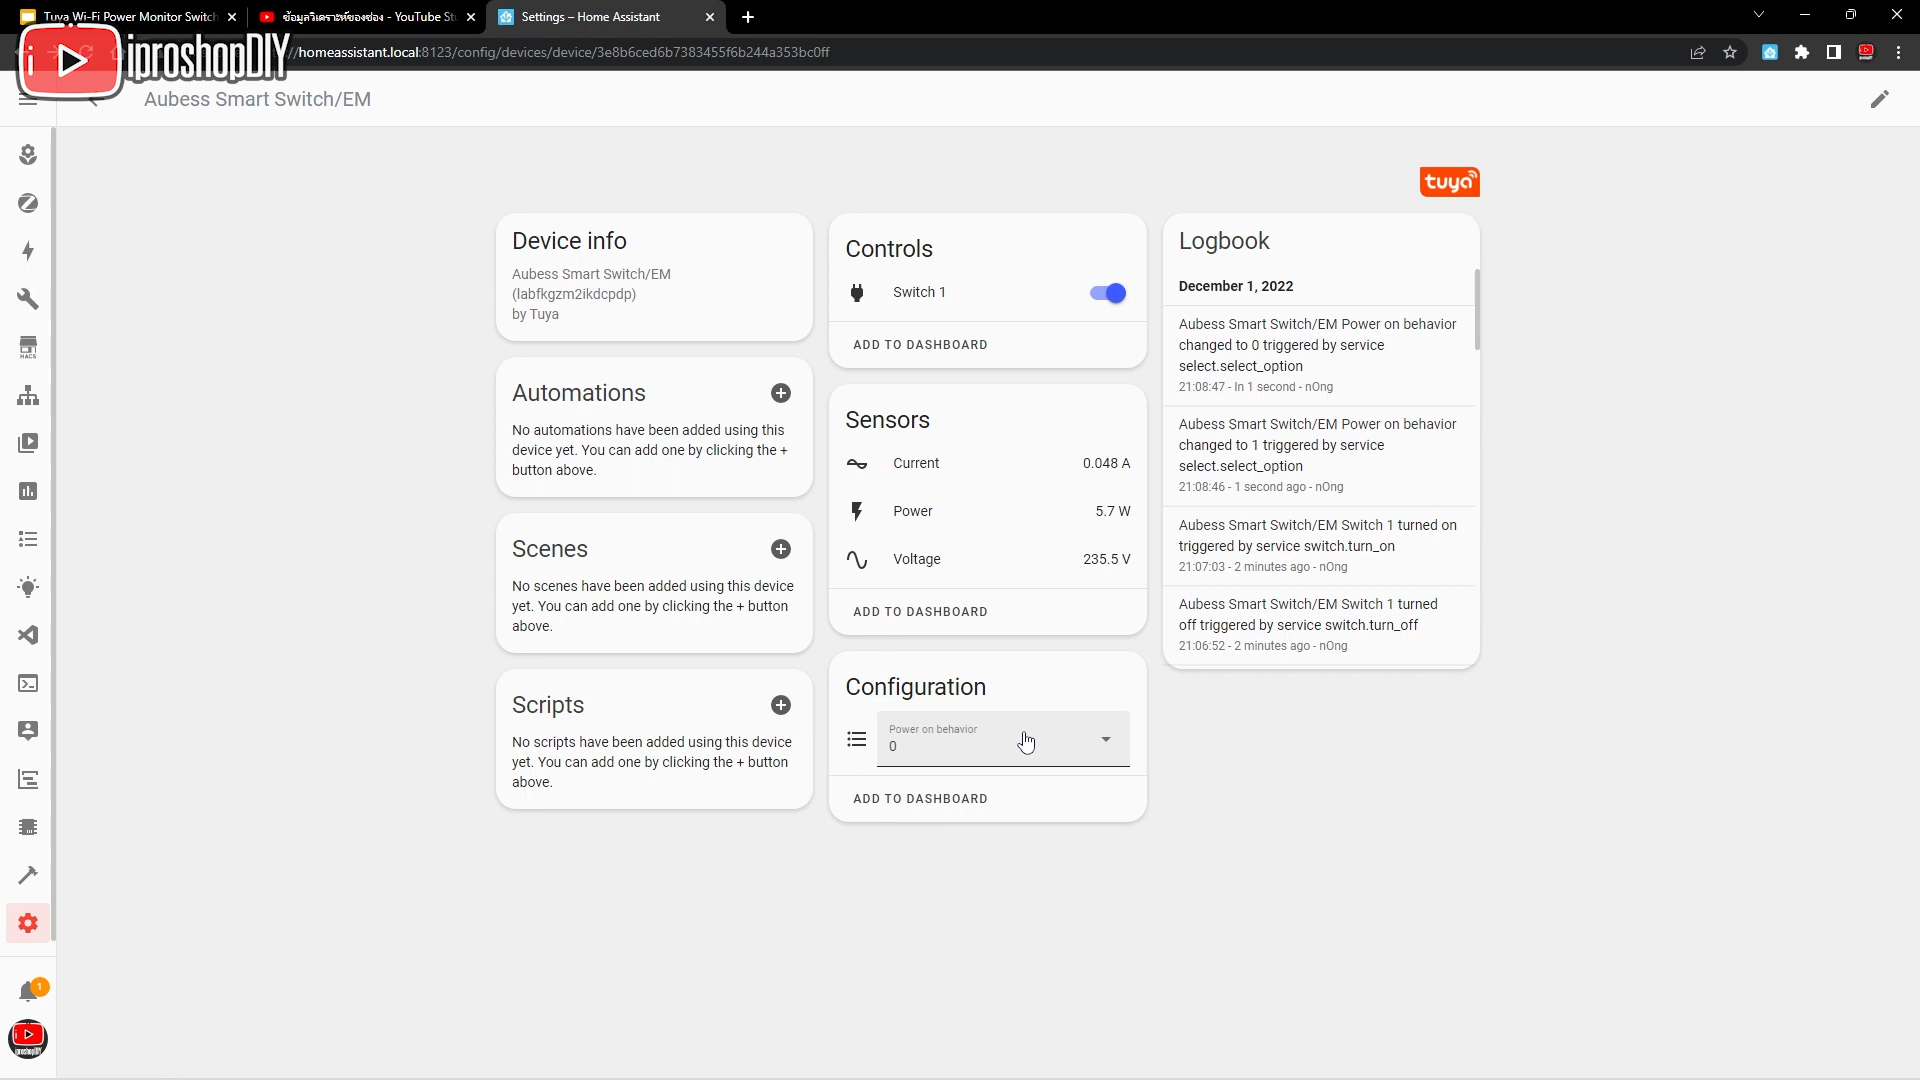 Tuya Wi-Fi Power Monitor Switch
ข้อมูลวิเคราะห์ของช่อง - YouTube St
Settings – Home Assistant
iproshopDIY
//homeassistant.local:8123/config/devices/device/3e8b6ced6b7383455f6b244a353bc0ff
Aubess Smart Switch/EM
tuya
Device info
Aubess Smart Switch/EM
(labfkgzm2ikdcpdp)
by Tuya
Automations
No automations have been added using this
device yet. You can add one by clicking the +
button above.
Scenes
No scenes have been added using this device
yet. You can add one by clicking the + button
above.
Scripts
No scripts have been added using this device
yet. You can add one by clicking the + button
above.
Controls
Switch 1
ADD TO DASHBOARD
Sensors
Current 0.048 A
Power 5.7 W
Voltage 235.5 V
ADD TO DASHBOARD
Configuration
Power on behavior
0
ADD TO DASHBOARD
Logbook
December 1, 2022
Aubess Smart Switch/EM Power on behavior
changed to 0 triggered by service
select.select_option
21:08:47 - In 1 second - nOng
Aubess Smart Switch/EM Power on behavior
changed to 1 triggered by service
select.select_option
21:08:46 - 1 second ago - nOng
Aubess Smart Switch/EM Switch 1 turned on
triggered by service switch.turn_on
21:07:03 - 2 minutes ago - nOng
Aubess Smart Switch/EM Switch 1 turned
off triggered by service switch.turn_off
21:06:52 - 2 minutes ago - nOng
HACS
1
iproshopDIY